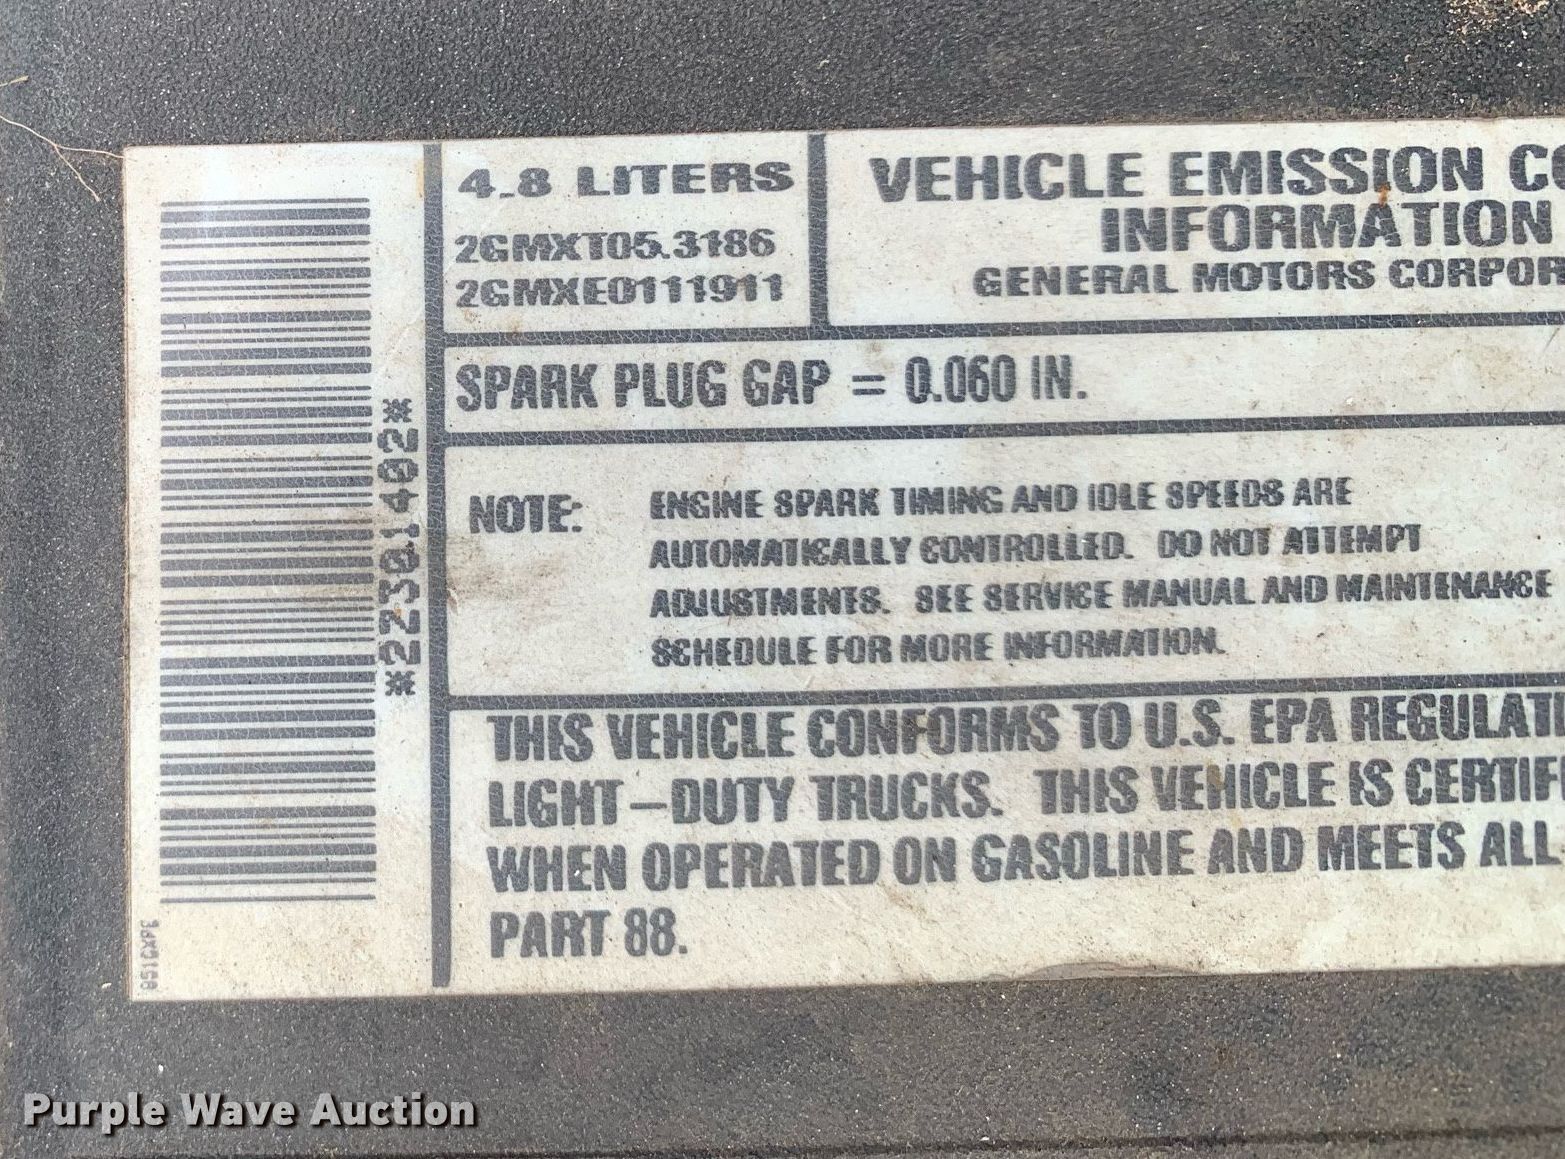 4.8 LITERS
2GMXT05.3186
2GMXE0111911
VEHICLE EMISSION CO
INFORMATION
GENERAL MOTORS CORPOR
SPARK PLUG GAP = 0.060 IN.
NOTE: ENGINE SPARK TIMING AND IDLE SPEEDS ARE
AUTOMATICALLY CONTROLLED. DO NOT ATTEMPT
ADJUSTMENTS. SEE SERVICE MANUAL AND MAINTENANCE
SCHEDULE FOR MORE INFORMATION.
THIS VEHICLE CONFORMS TO U.S. EPA REGULATI
LIGHT-DUTY TRUCKS. THIS VEHICLE IS CERTIFI
WHEN OPERATED ON GASOLINE AND MEETS ALL
PART 88.
*22301402*
Purple Wave Auction